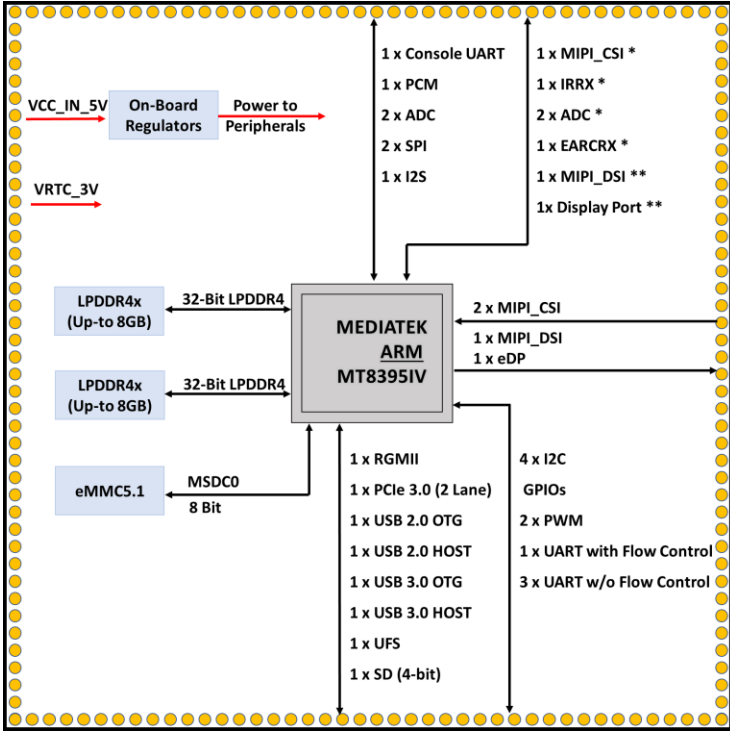 1 x Console UART
1 x PCM
2 x ADC
2 x SPI
1 x I2S
1 x MIPI_CSI *
1 x IRRX *
2 x ADC *
1 x EARCRX *
1 x MIPI_DSI **
1x Display Port **
VCC_IN_5V
On-Board
Regulators
Power to
Peripherals
VRTC_3V
LPDDR4x
(Up-to 8GB)
32-Bit LPDDR4
MEDIATEK
ARM
MT8395IV
2 x MIPI_CSI
1 x MIPI_DSI
1 x eDP
LPDDR4x
(Up-to 8GB)
32-Bit LPDDR4
eMMC5.1
MSDC0
8 Bit
1 x RGMII
1 x PCIe 3.0 (2 Lane)
1 x USB 2.0 OTG
1 x USB 2.0 HOST
1 x USB 3.0 OTG
1 x USB 3.0 HOST
1 x UFS
1 x SD (4-bit)
4 x I2C
GPIOs
2 x PWM
1 x UART with Flow Control
3 x UART w/o Flow Control